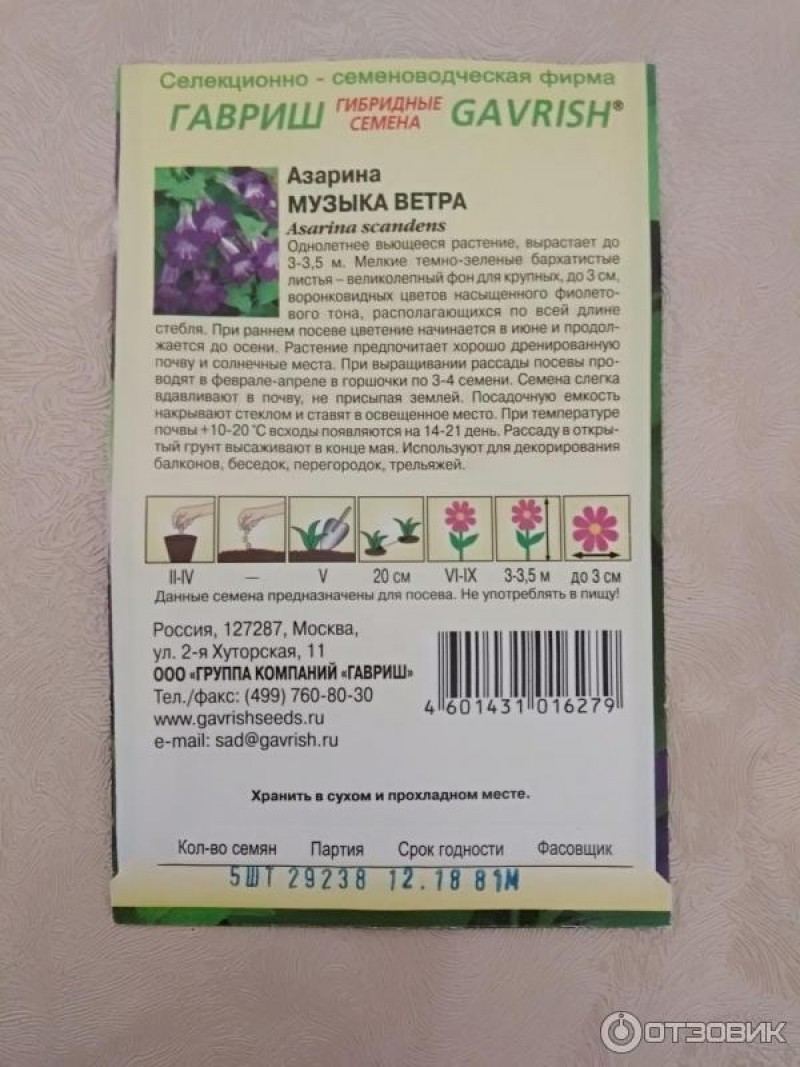 Селекционно - семеноводческая фирма
ГАВРИШ ГИБРИДНЫЕ СЕМЕНА GAVRISH®
Азарина
МУЗЫКА ВЕТРА
Asarina scandens
Однолетнее вьющееся растение, вырастает до
3-3,5 м. Мелкие темно-зеленые бархатистые
листья – великолепный фон для крупных, до 3 см,
воронковидных цветов насыщенного фиолето-
вого тона, располагающихся по всей длине
стебля. При раннем посеве цветение начинается в июне и продол-
жается до осени. Растение предпочитает хорошо дренированную
почву и солнечные места. При выращивании рассады посевы про-
водят в феврале-апреле в горшочки по 3-4 семени. Семена слегка
вдавливают в почву, не присыпая землей. Посадочную емкость
накрывают стеклом и ставят в освещенное место. При температуре
почвы +10-20 °С всходы появляются на 14-21 день. Рассаду в откры-
тый грунт высаживают в конце мая. Используют для декорирования
балконов, беседок, перегородок, трельяжей.
II-IV — V 20 см VI-IX 3-3,5 м до 3 см
Данные семена предназначены для посева. Не употреблять в пищу!
Россия, 127287, Москва,
ул. 2-я Хуторская, 11
ООО «ГРУППА КОМПАНИЙ «ГАВРИШ»
Тел./факс: (499) 760-80-30
www.gavrishseeds.ru
e-mail: sad@gavrish.ru
4 601431 016279
Хранить в сухом и прохладном месте.
Кол-во семян Партия Срок годности Фасовщик
5ШТ 29238 12.18 81М
ОТЗОВИК